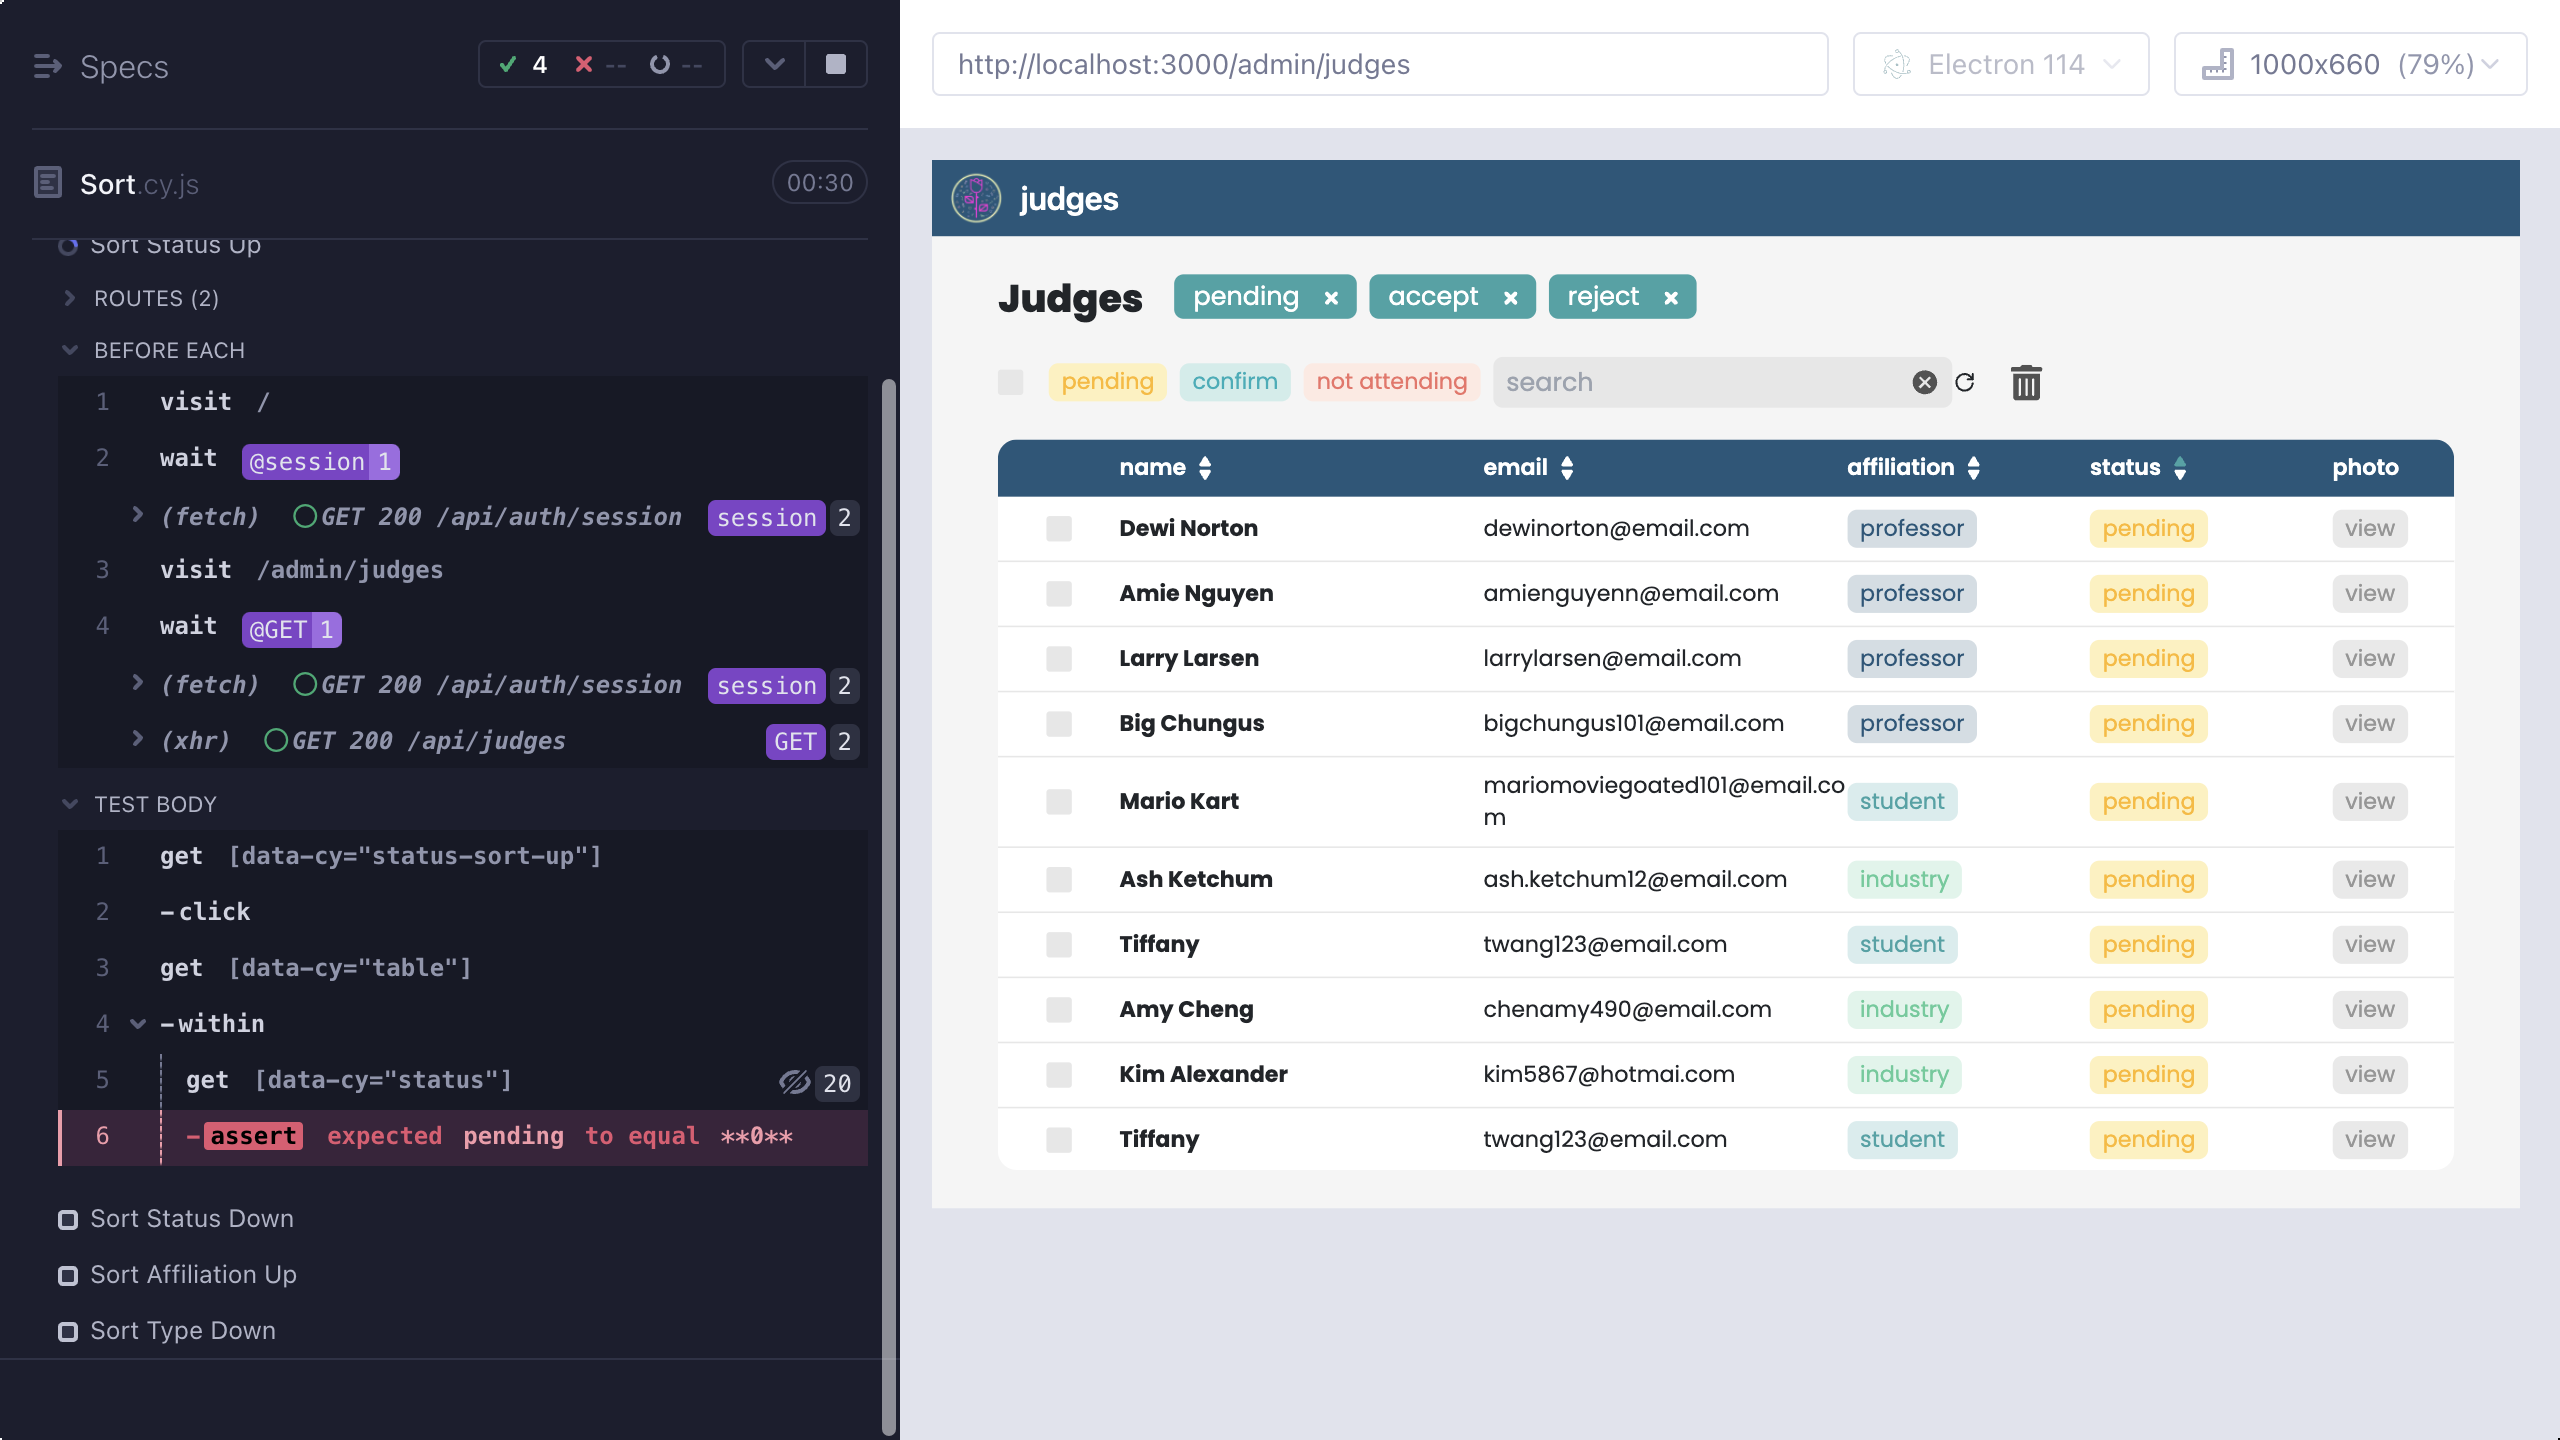 Specs
4 -- --
Sort.cy.js 00:30
Sort Status Up
ROUTES (2)
BEFORE EACH
1 visit /
2 wait @session 1
(fetch) GET 200 /api/auth/session session 2
3 visit /admin/judges
4 wait @GET 1
(fetch) GET 200 /api/auth/session session 2
(xhr) GET 200 /api/judges GET 2
TEST BODY
1 get [data-cy="status-sort-up"]
2 -click
3 get [data-cy="table"]
4 -within
5 get [data-cy="status"] 20
6 -assert expected pending to equal **0**
Sort Status Down
Sort Affiliation Up
Sort Type Down
http://localhost:3000/admin/judges Electron 114 1000x660 (79%)
judges
Judges pending × accept × reject ×
pending confirm not attending search
name email affiliation status photo
Dewi Norton dewinorton@email.com professor pending view
Amie Nguyen amienguyenn@email.com professor pending view
Larry Larsen larrylarsen@email.com professor pending view
Big Chungus bigchungus101@email.com professor pending view
Mario Kart mariomoviegoated101@email.co
m student pending view
Ash Ketchum ash.ketchum12@email.com industry pending view
Tiffany twang123@email.com student pending view
Amy Cheng chenamy490@email.com industry pending view
Kim Alexander kim5867@hotmai.com industry pending view
Tiffany twang123@email.com student pending view